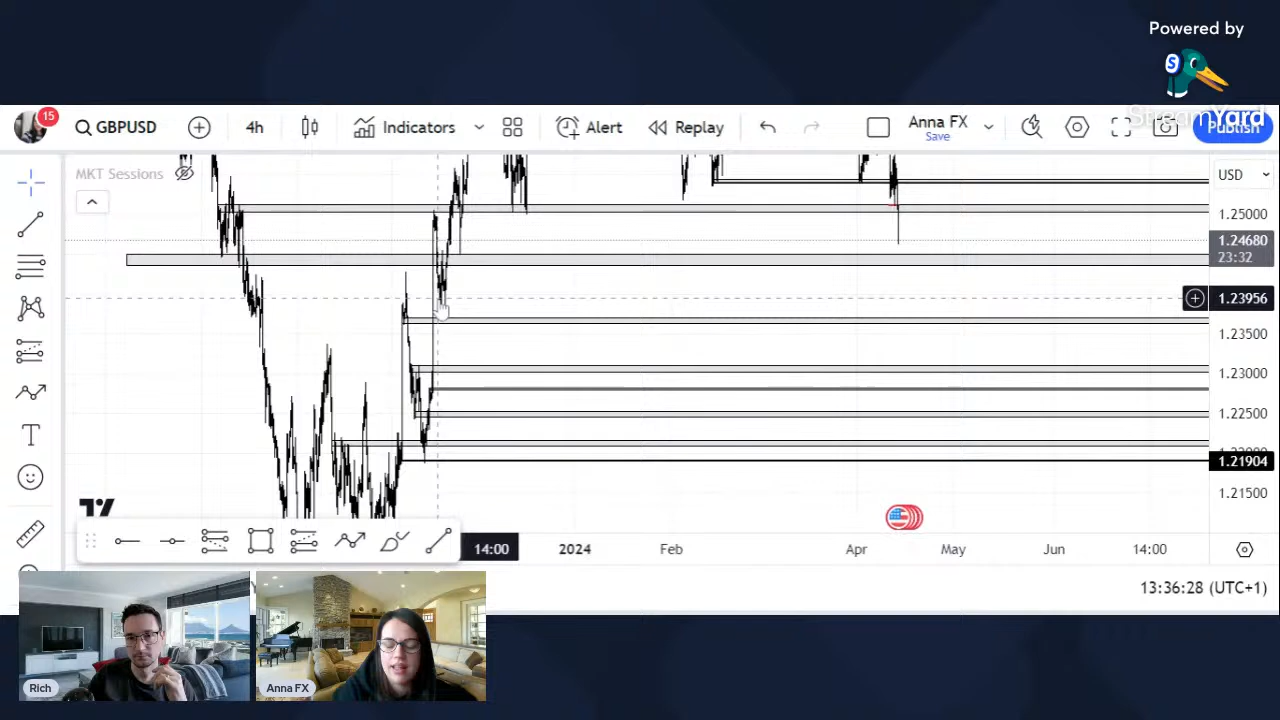 Powered by
S
StreamYard
15
GBPUSD
4h
Indicators
Alert
Replay
Anna FX
Save
Publish
MKT Sessions
USD
1.25000
1.24680
23:32
1.23956
1.23500
1.23000
1.22500
1.21904
1.21500
14:00
2024
Feb
Apr
May
Jun
14:00
13:36:28 (UTC+1)
Rich
Anna FX